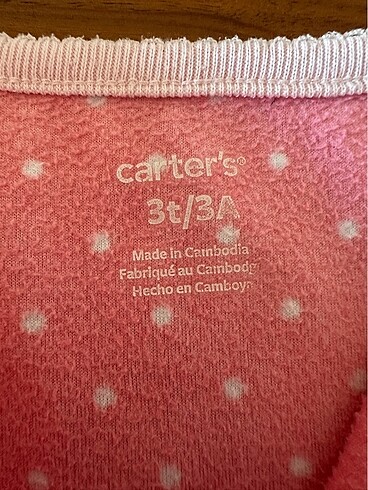 carter's®
3t/3A
Made in Cambodia
Fabriqué au Cambodg
Hecho en Camboy